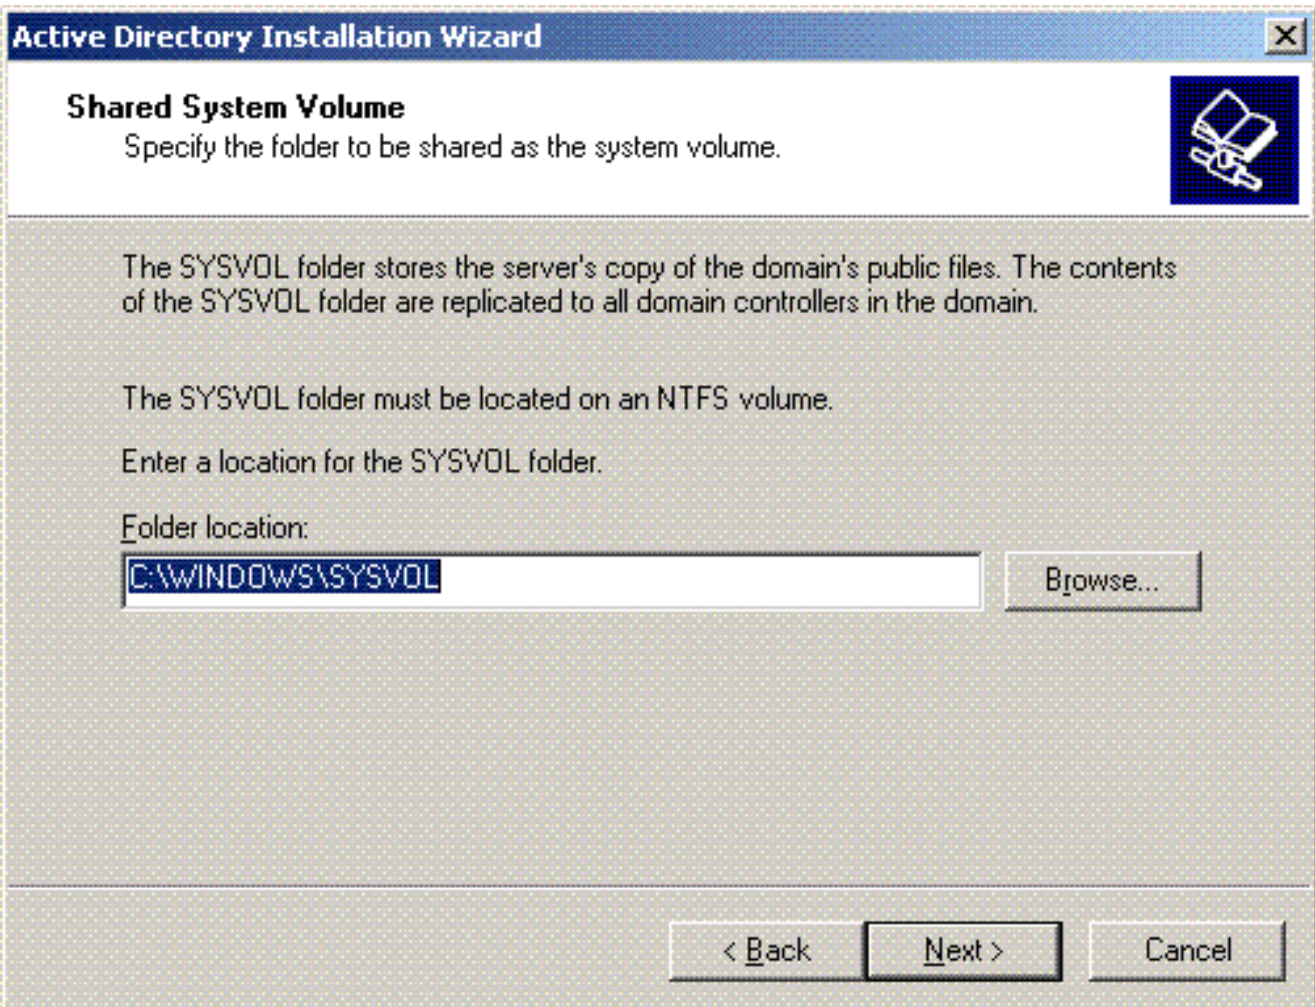 Active Directory Installation Wizard
Shared System Volume
Specify the folder to be shared as the system volume.
The SYSVOL folder stores the server's copy of the domain's public files. The contents
of the SYSVOL folder are replicated to all domain controllers in the domain.
The SYSVOL folder must be located on an NTFS volume.
Enter a location for the SYSVOL folder.
Folder location:
C:\WINDOWS\SYSVOL
Browse...
< Back
Next >
Cancel